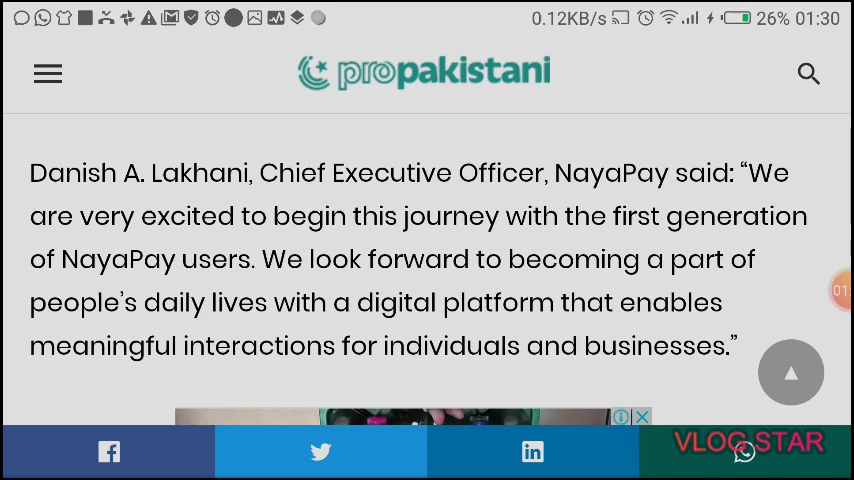 0.12KB/s 26% 01:30
propakistani
Danish A. Lakhani, Chief Executive Officer, NayaPay said: “We
are very excited to begin this journey with the first generation
of NayaPay users. We look forward to becoming a part of
people’s daily lives with a digital platform that enables
meaningful interactions for individuals and businesses.”
01:
VLOG STAR